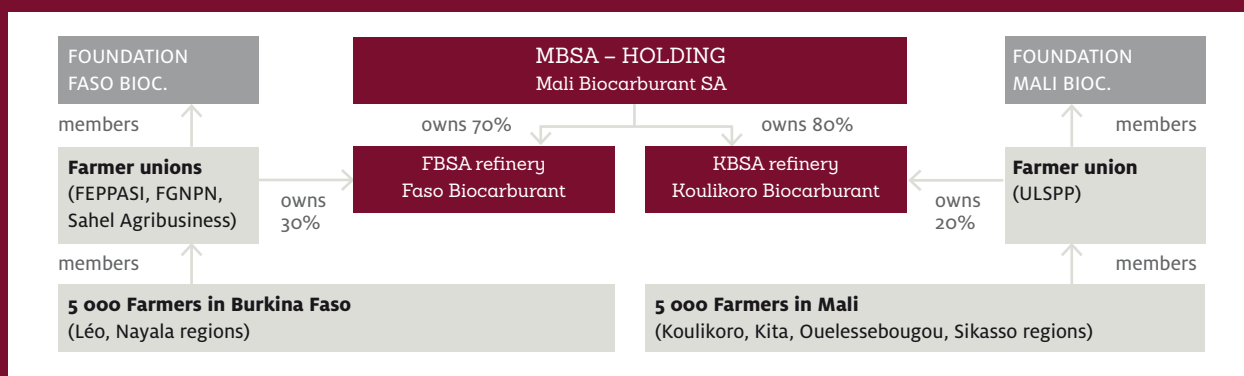 FOUNDATION
FASO BIOC.
MBSA – HOLDING
Mali Biocarburant SA
FOUNDATION
MALI BIOC.
members
owns 70%
owns 80%
members
Farmer unions
(FEPPASI, FGNPN,
Sahel Agribusiness)
owns
30%
FBSA refinery
Faso Biocarburant
KBSA refinery
Koulikoro Biocarburant
owns
20%
Farmer union
(ULSPP)
members
members
5 000 Farmers in Burkina Faso
(Léo, Nayala regions)
5 000 Farmers in Mali
(Koulikoro, Kita, Ouelessebougou, Sikasso regions)